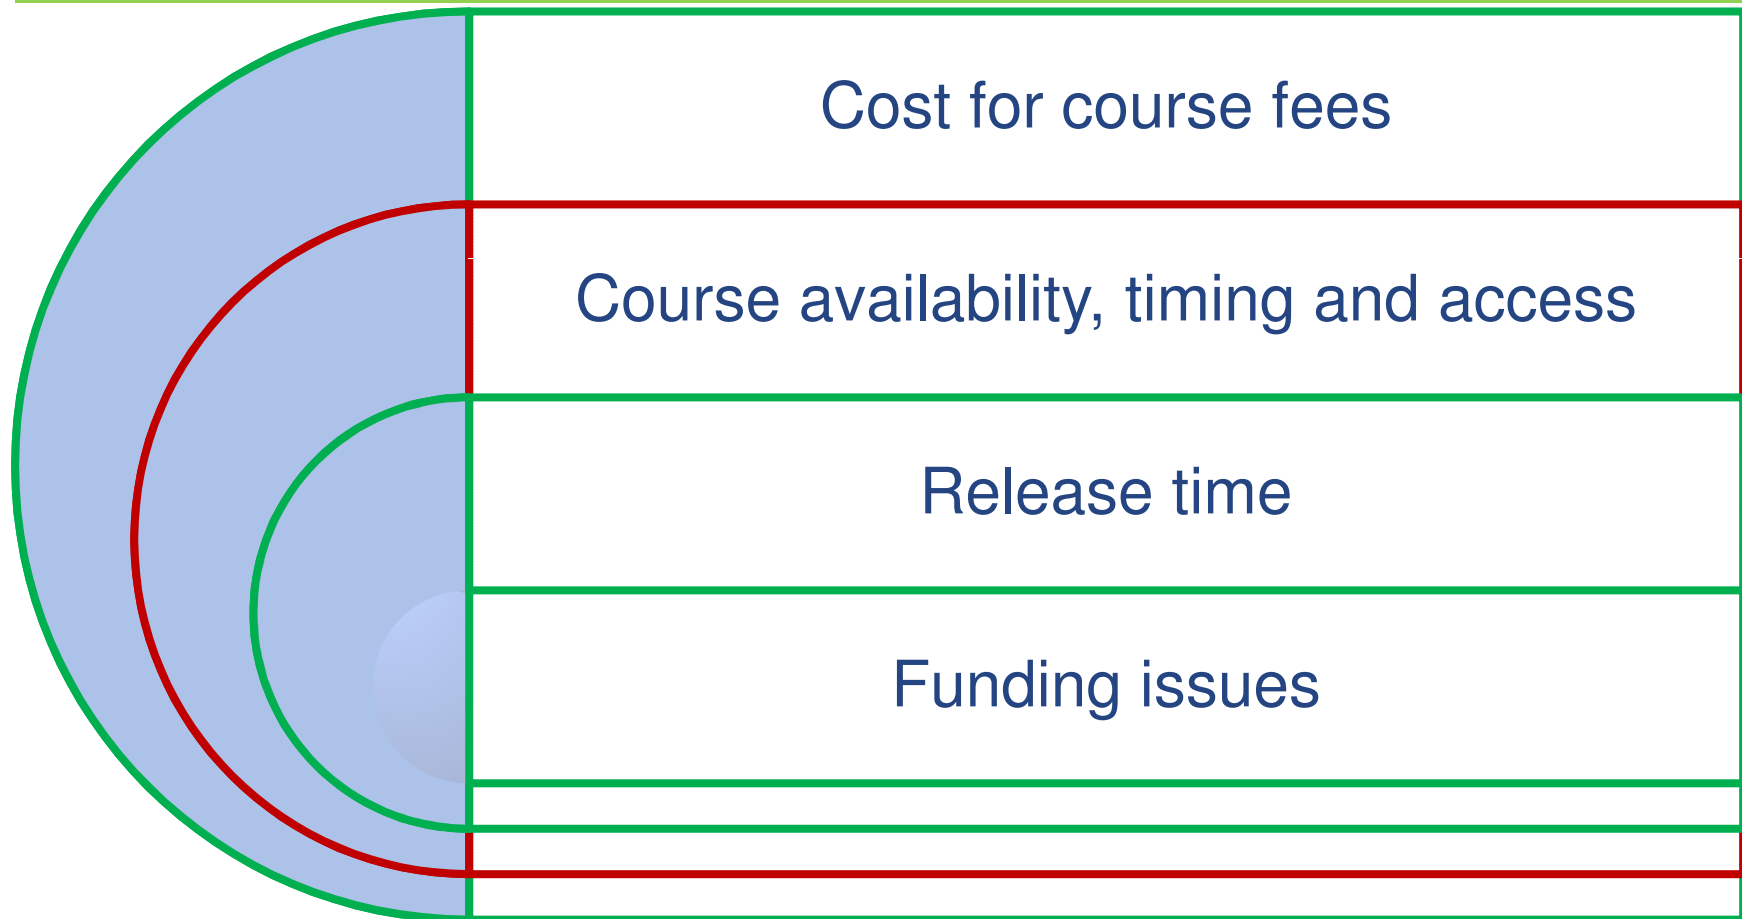 Cost for course fees
Course availability, timing and access
Release time
Funding issues